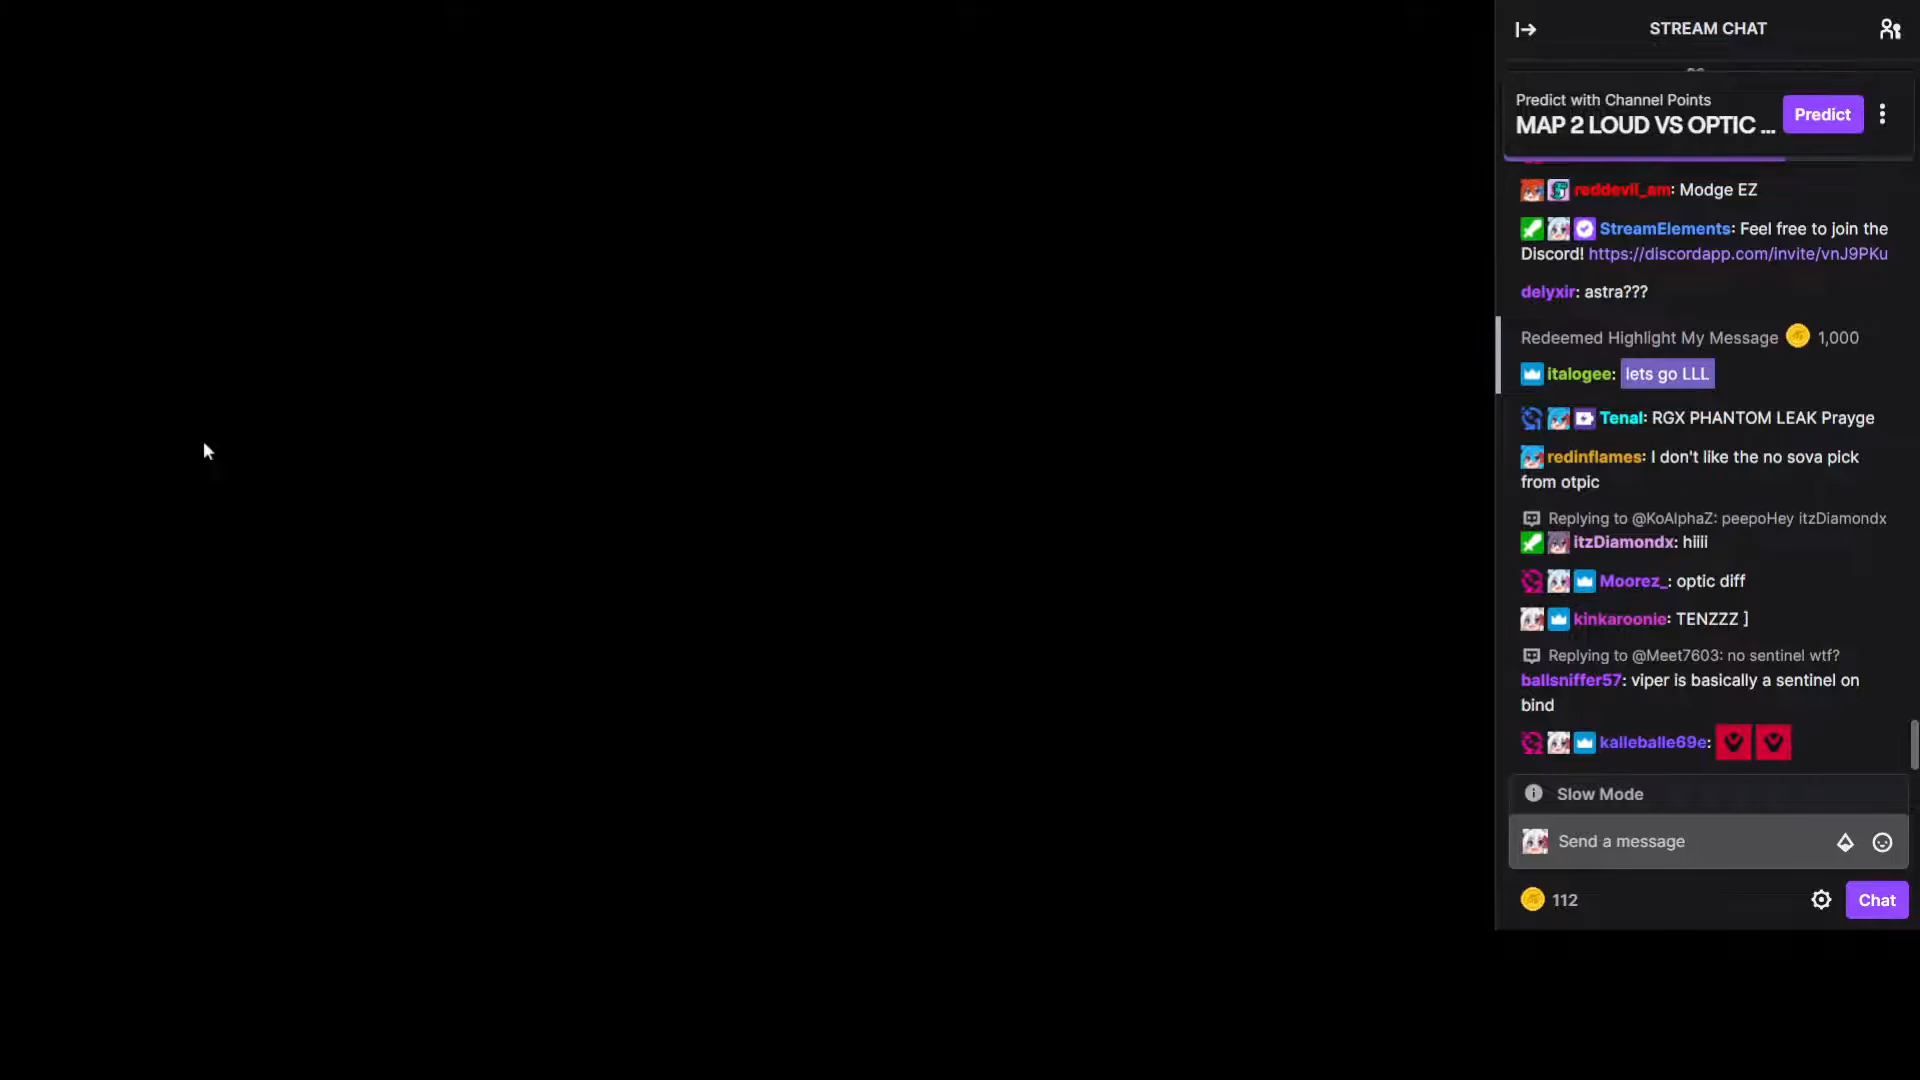 STREAM CHAT
Predict with Channel Points
MAP 2 LOUD VS OPTIC ...
Predict
reddevil_am: Modge EZ
StreamElements: Feel free to join the
Discord! https://discordapp.com/invite/vnJ9PKu
delyxir: astra???
Redeemed Highlight My Message 1,000
italogee: lets go LLL
Tenal: RGX PHANTOM LEAK Prayge
redinflames: I don't like the no sova pick
from otpic
Replying to @KoAlphaZ: peepoHey itzDiamondx
itzDiamondx: hiiii
Moorez_: optic diff
kinkaroonie: TENZZZ ]
Replying to @Meet7603: no sentinel wtf?
ballsniffer57: viper is basically a sentinel on
bind
kalleballe69e:
Slow Mode
Send a message
112
Chat